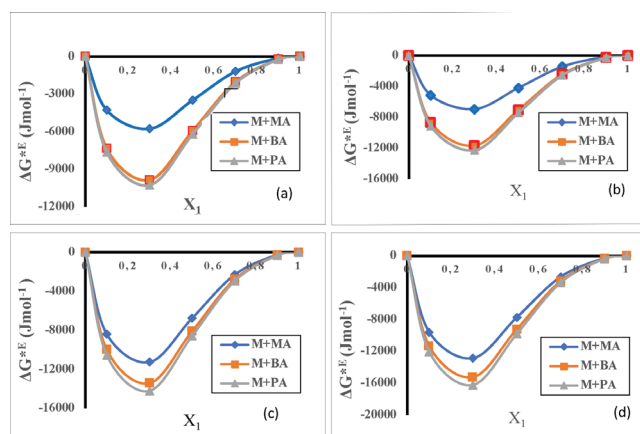 (a)
0
-3000
-6000
-9000
-12000
0
0,2
0,4
0,6
0,8
1
ΔG*ᴱ (Jmol⁻¹)
X₁
M+MA
M+BA
M+PA
(b)
0
-4000
-8000
-12000
-16000
0
0,2
0,4
0,6
0,8
1
ΔG*ᴱ (Jmol⁻¹)
X₁
M+MA
M+BA
M+PA
(c)
0
-4000
-8000
-12000
-16000
0
0,2
0,4
0,6
0,8
1
ΔG*ᴱ (Jmol⁻¹)
X₁
M+MA
M+BA
M+PA
(d)
0
-4000
-8000
-12000
-16000
-20000
0
0,2
0,4
0,6
0,8
1
ΔG*ᴱ (Jmol⁻¹)
X₁
M+MA
M+BA
M+PA